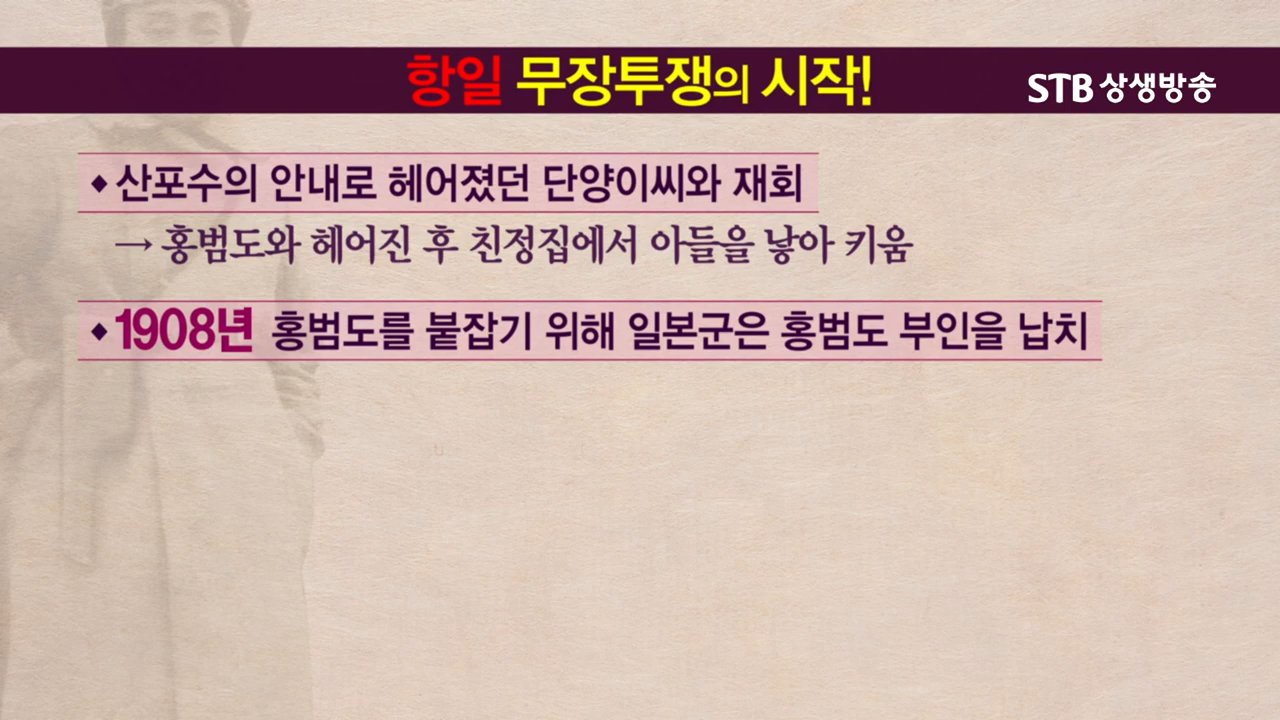 항일 무장투쟁의 시작!
STB 상생방송
◆산포수의 안내로 헤어졌던 단양이씨와 재회
→ 홍범도와 헤어진 후 친정집에서 아들을 낳아 키움
◆1908년 홍범도를 붙잡기 위해 일본군은 홍범도 부인을 납치